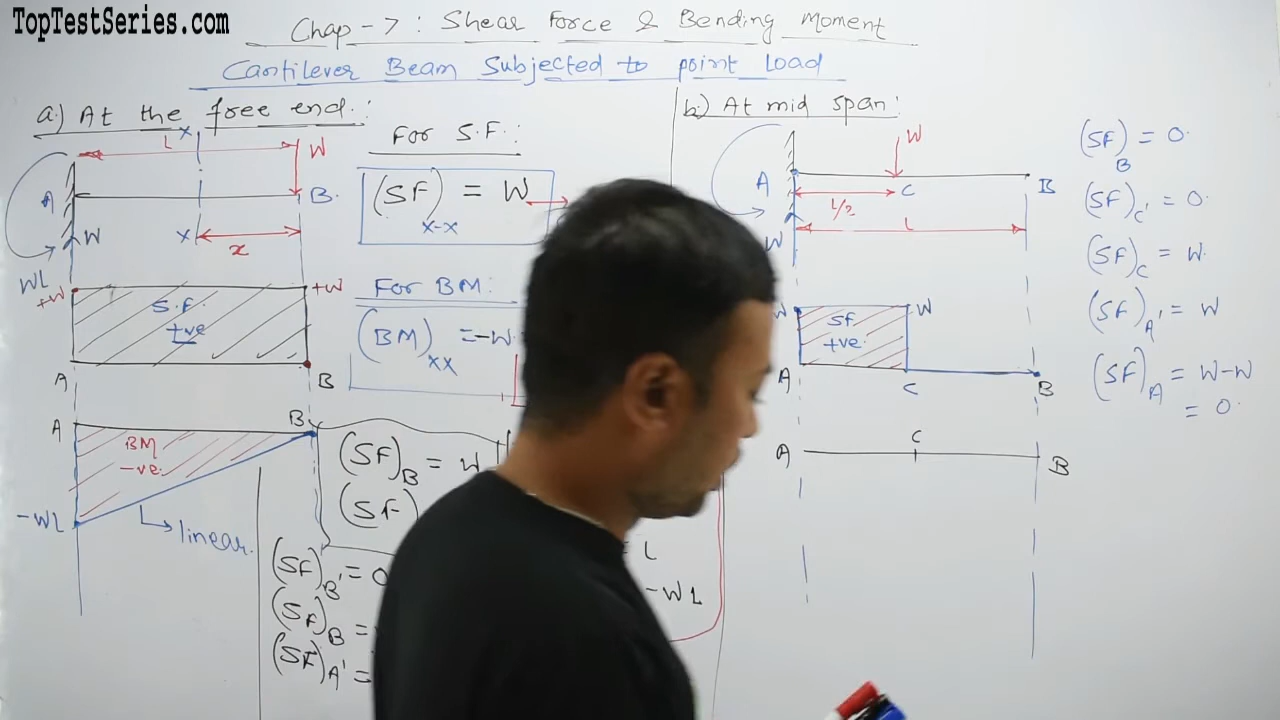 TopTestSeries.com
Chap-7: Shear Force & Bending Moment
Cantilever Beam Subjected to point Load
a.) At the free end.:
x
L
W
A
B.
W
x
x
WL
+W
+W
S.F.
+ve
A
B
A
B
BM
-ve
-WL
linear.
For S.F.:
(SF) = W
x-x
For BM:
(BM) = -W
xx
(SF)B = W
(SF)
(SF)B' = 0
(SF)B =
(SF)A' =
= L
-WL
b.) At mid span:
W
A
C
B
L/2
L
W
W
W
SF
+ve
A
C
B
A
C
B
(SF)B = 0.
(SF)C' = 0.
(SF)C = W.
(SF)A' = W
(SF)A = W-W
= 0.